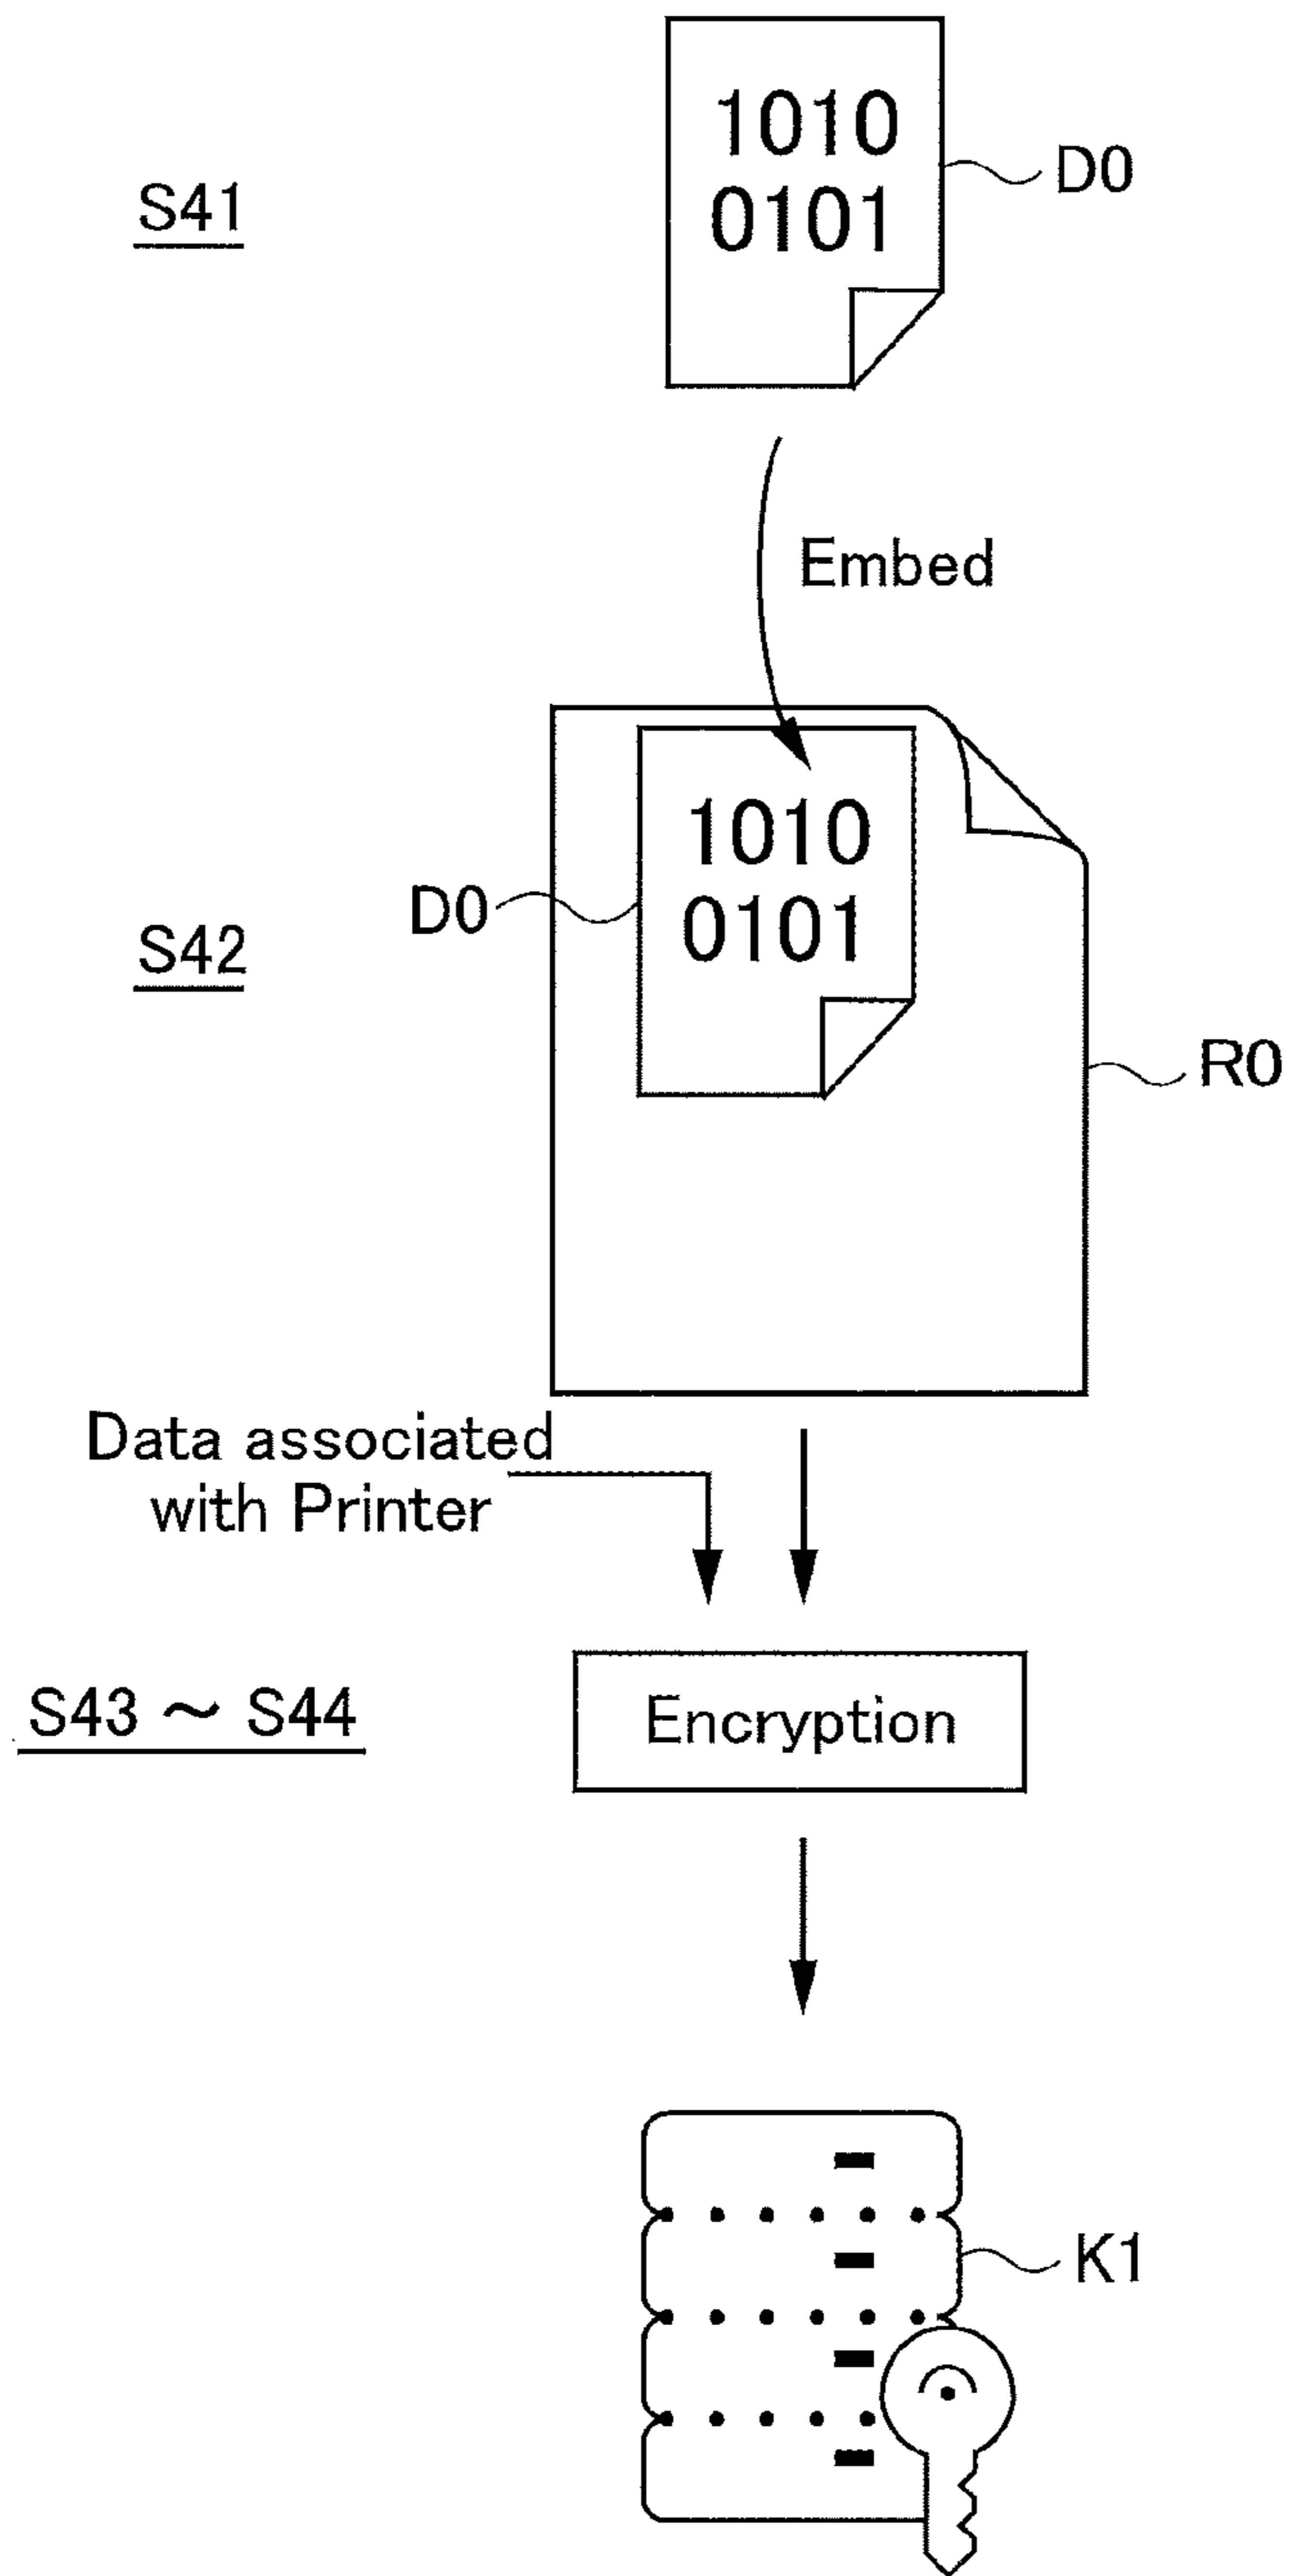 1010
0101
D0
S41
Embed
1010
0101
D0
S42
R0
Data associated
with Printer
S43 ～ S44
Encryption
K1